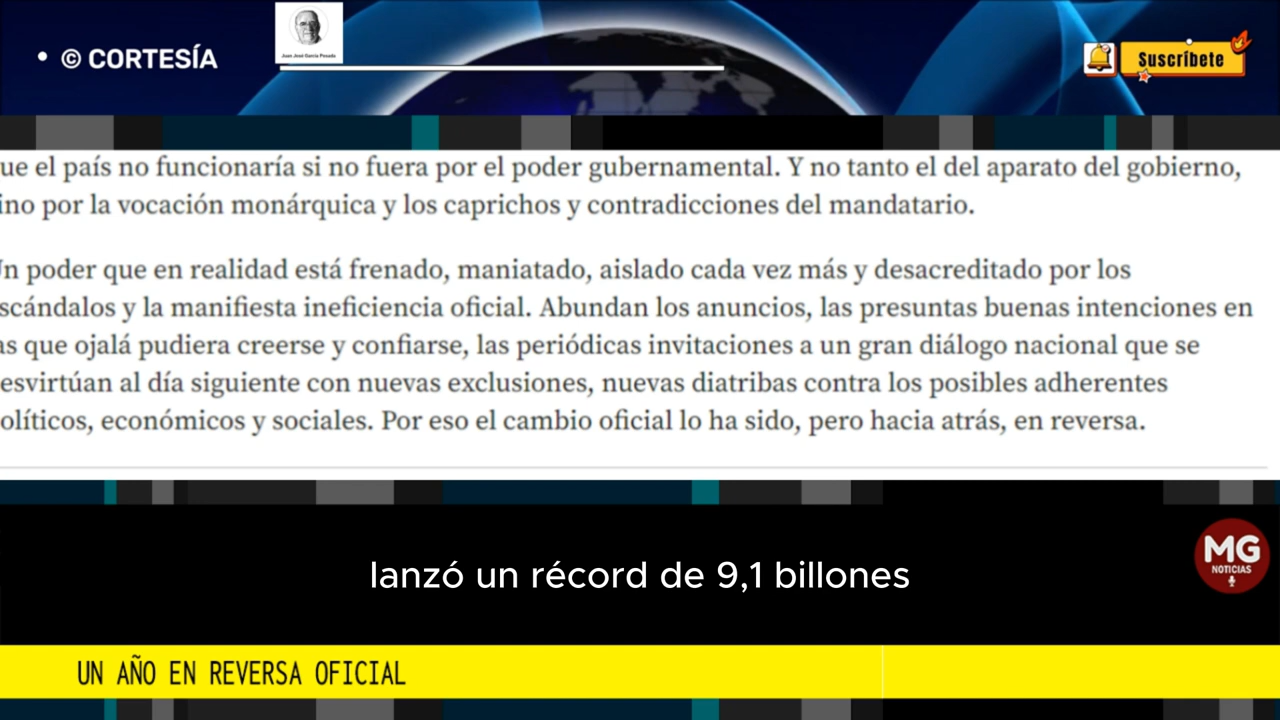 • © CORTESÍA
Juan José García Posada
Suscríbete
ue el país no funcionaría si no fuera por el poder gubernamental. Y no tanto el del aparato del gobierno,
ino por la vocación monárquica y los caprichos y contradicciones del mandatario.
Un poder que en realidad está frenado, maniatado, aislado cada vez más y desacreditado por los
scándalos y la manifiesta ineficiencia oficial. Abundan los anuncios, las presuntas buenas intenciones en
as que ojalá pudiera creerse y confiarse, las periódicas invitaciones a un gran diálogo nacional que se
esvirtúan al día siguiente con nuevas exclusiones, nuevas diatribas contra los posibles adherentes
olíticos, económicos y sociales. Por eso el cambio oficial lo ha sido, pero hacia atrás, en reversa.
lanzó un récord de 9,1 billones
MG
NOTICIAS
UN AÑO EN REVERSA OFICIAL